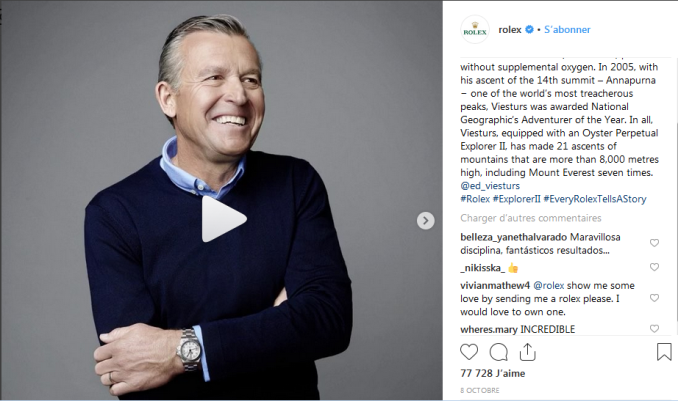 ROLEX
rolex • S'abonner
without supplemental oxygen. In 2005, with
his ascent of the 14th summit – Annapurna
– one of the world's most treacherous
peaks, Viesturs was awarded National
Geographic's Adventurer of the Year. In all,
Viesturs, equipped with an Oyster Perpetual
Explorer II, has made 21 ascents of
mountains that are more than 8,000 metres
high, including Mount Everest seven times.
@ed_viesturs
#Rolex #ExplorerII #EveryRolexTellsAStory
Charger d'autres commentaires
belleza_yanethalvarado Maravillosa
disciplina, fantásticos resultados...
_nikisska_ 👍
vivianmathew4 @rolex show me some
love by sending me a rolex please. I
would love to own one.
wheres.mary INCREDIBLE
77 728 J'aime
8 OCTOBRE